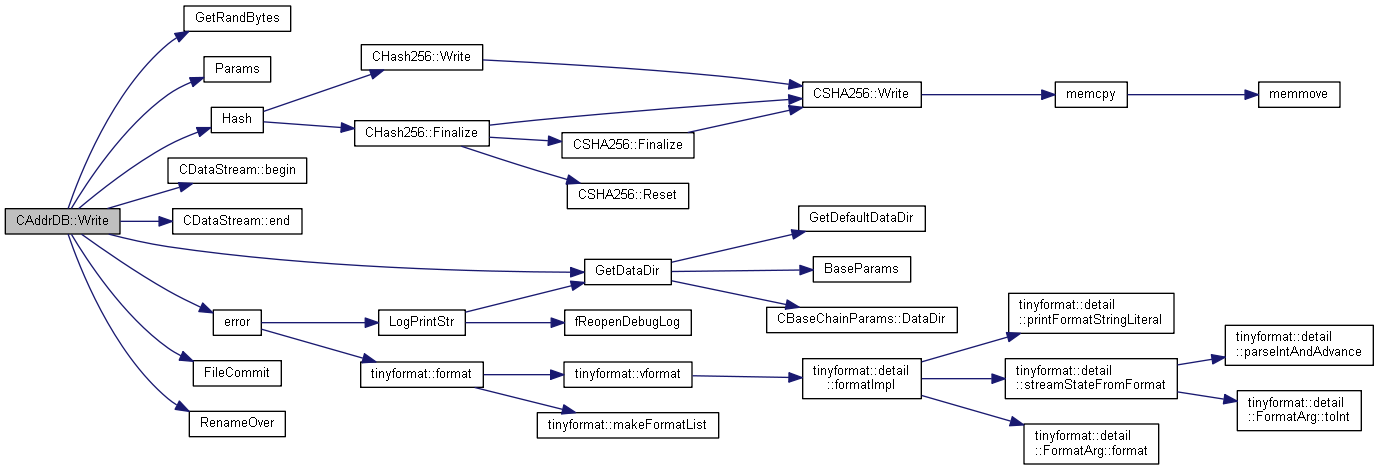 GetRandBytes
Params
Hash
CHash256::Write
CHash256::Finalize
CSHA256::Write
memcpy
memmove
CSHA256::Finalize
CSHA256::Reset
CDataStream::begin
CAddrDB::Write
CDataStream::end
GetDataDir
GetDefaultDataDir
BaseParams
CBaseChainParams::DataDir
error
LogPrintStr
fReopenDebugLog
tinyformat::format
tinyformat::vformat
tinyformat::makeFormatList
tinyformat::detail
::formatImpl
tinyformat::detail
::printFormatStringLiteral
tinyformat::detail
::streamStateFromFormat
tinyformat::detail
::parseIntAndAdvance
tinyformat::detail
::FormatArg::toInt
tinyformat::detail
::FormatArg::format
FileCommit
RenameOver